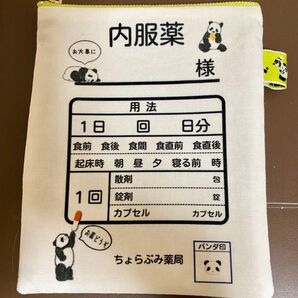 内服薬
お大事に
様
用法
1日 回 日分
食前 食後 食間 食直前 食直後
起床時 朝 昼 夕 寝る前 時
1回
散剤 包
錠剤 錠
カプセル カプセル
お薬どうぞ
ちょらぷみ薬局
パンダ印